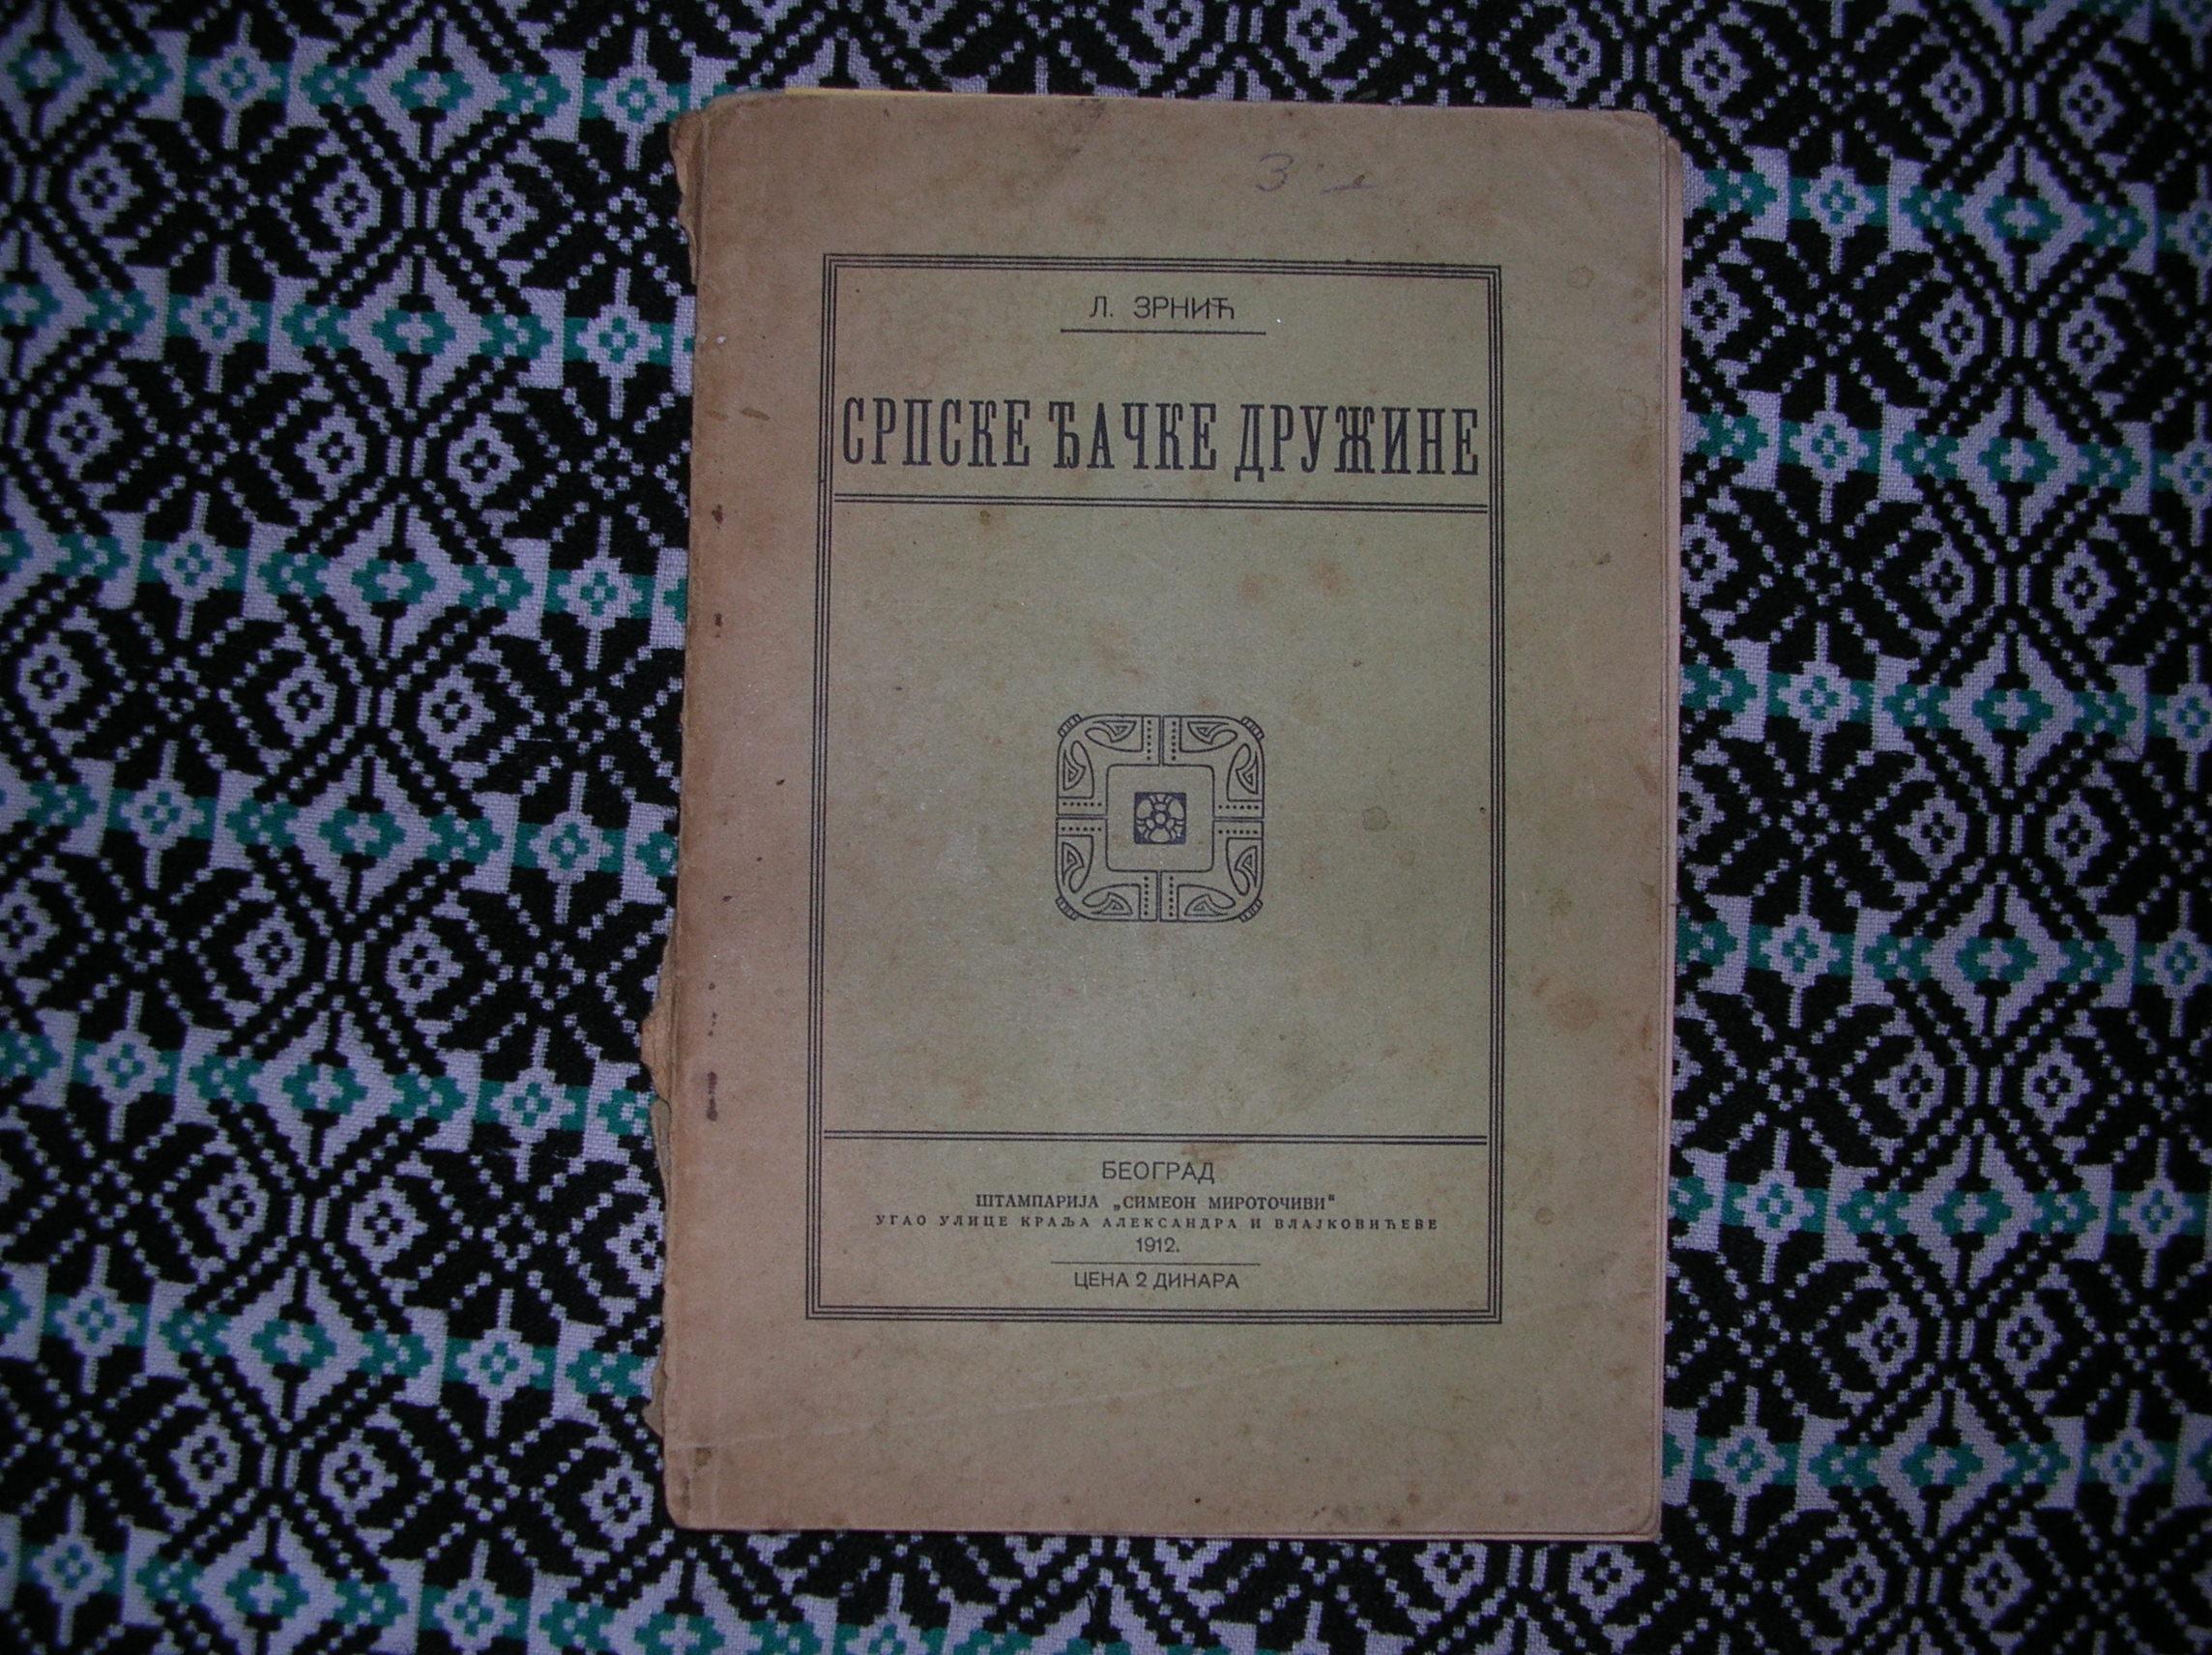 Л. ЗРНИЋ
СРПСКЕ ЂАЧКЕ ДРУЖИНЕ
БЕОГРАД
ШТАМПАРИЈА „СИМЕОН МИРОТОЧИВИ“
УГАО УЛИЦЕ КРАЉА АЛЕКСАНДРА И ВЛАЈКОВИЋЕВЕ
1912.
ЦЕНА 2 ДИНАРА